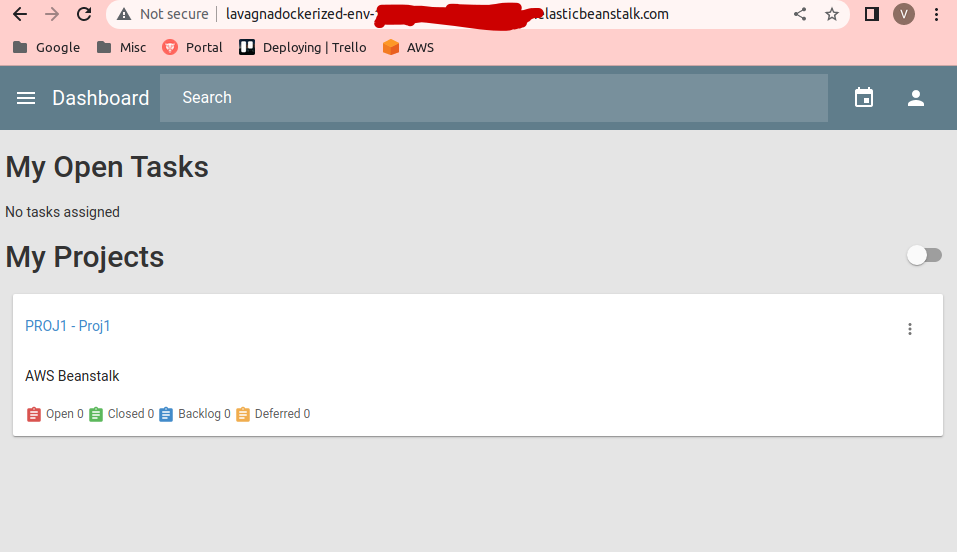 Not secure lavagnadockerized-env- elasticbeanstalk.com V
Google Misc Portal Deploying | Trello AWS
Dashboard Search
My Open Tasks
No tasks assigned
My Projects
PROJ1 - Proj1
AWS Beanstalk
Open 0 Closed 0 Backlog 0 Deferred 0